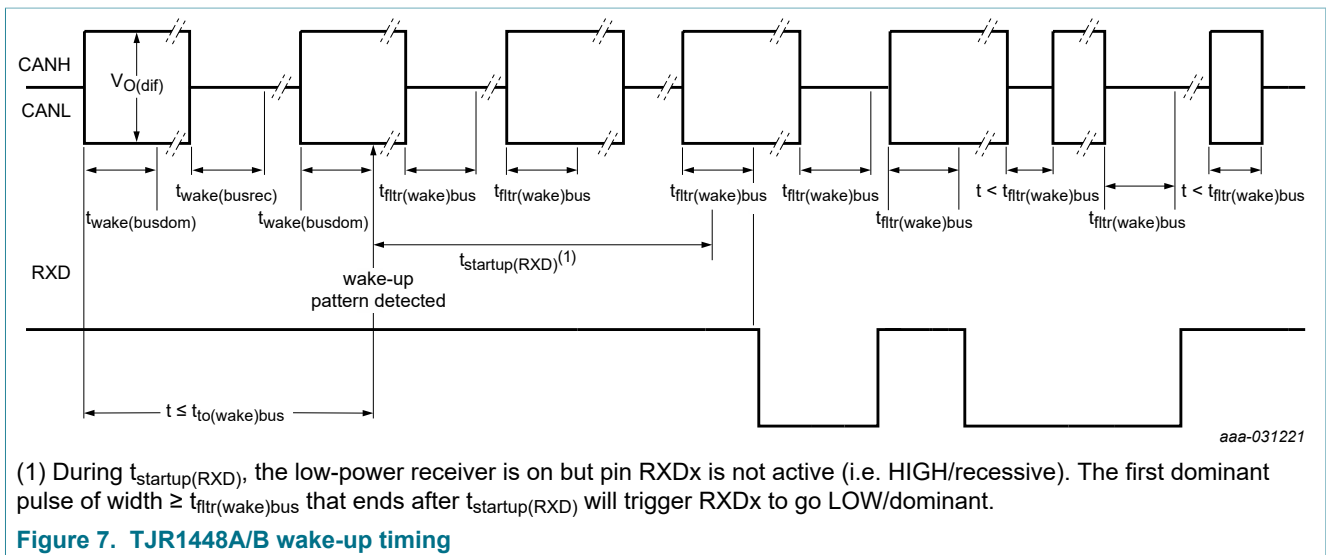 CANH
CANL
VO(dif)
twake(busdom)
twake(busrec)
twake(busdom)
tfltr(wake)bus
tfltr(wake)bus
tfltr(wake)bus
tfltr(wake)bus
tfltr(wake)bus
t < tfltr(wake)bus
tfltr(wake)bus
t < tfltr(wake)bus
tstartup(RXD)(1)
RXD
wake-up
pattern detected
t ≤ tto(wake)bus
aaa-031221
(1) During tstartup(RXD), the low-power receiver is on but pin RXDx is not active (i.e. HIGH/recessive). The first dominant
pulse of width ≥ tfltr(wake)bus that ends after tstartup(RXD) will trigger RXDx to go LOW/dominant.
Figure 7. TJR1448A/B wake-up timing